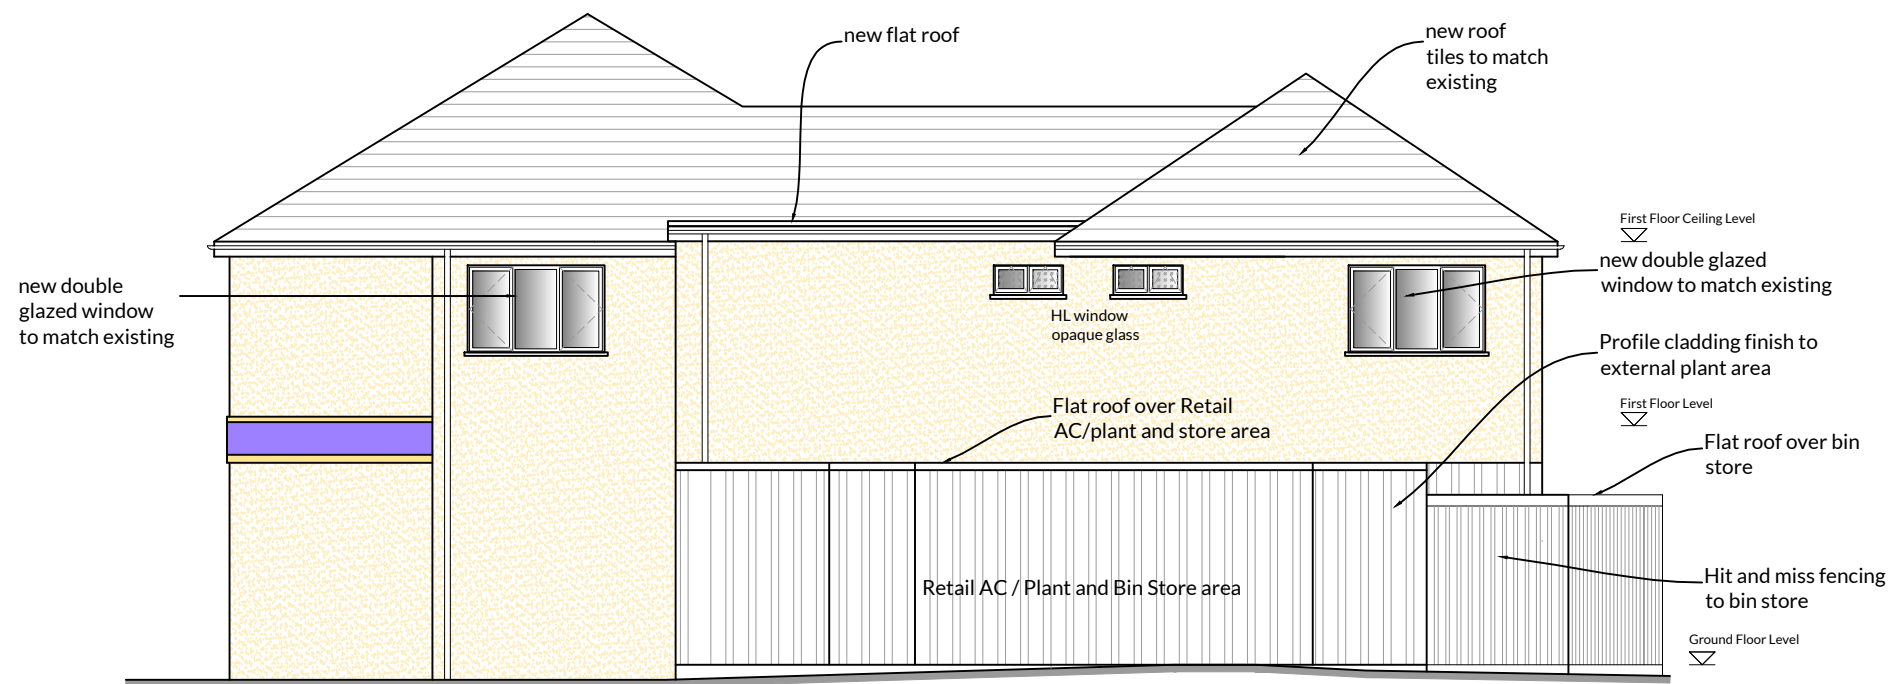 new flat roof
new roof
tiles to match
existing
First Floor Ceiling Level
new double glazed
window to match existing
new double
glazed window
to match existing
HL window
opaque glass
Profile cladding finish to
external plant area
First Floor Level
Flat roof over Retail
AC/plant and store area
Flat roof over bin
store
Retail AC / Plant and Bin Store area
Hit and miss fencing
to bin store
Ground Floor Level